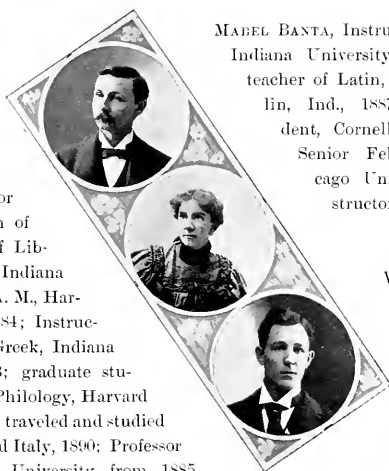 MABEL BANTA, Instru
Indiana University
teacher of Latin,
lin, Ind., 188
dent, Cornell
Senior Fel
cago Uni
structor
or
n of
f Lib-
Indiana
. M., Har-
84; Instruc-
Greek, Indiana
3; graduate stu-
Philology, Harvard
traveled and studied
d Italy, 1890; Professor
University from 1885